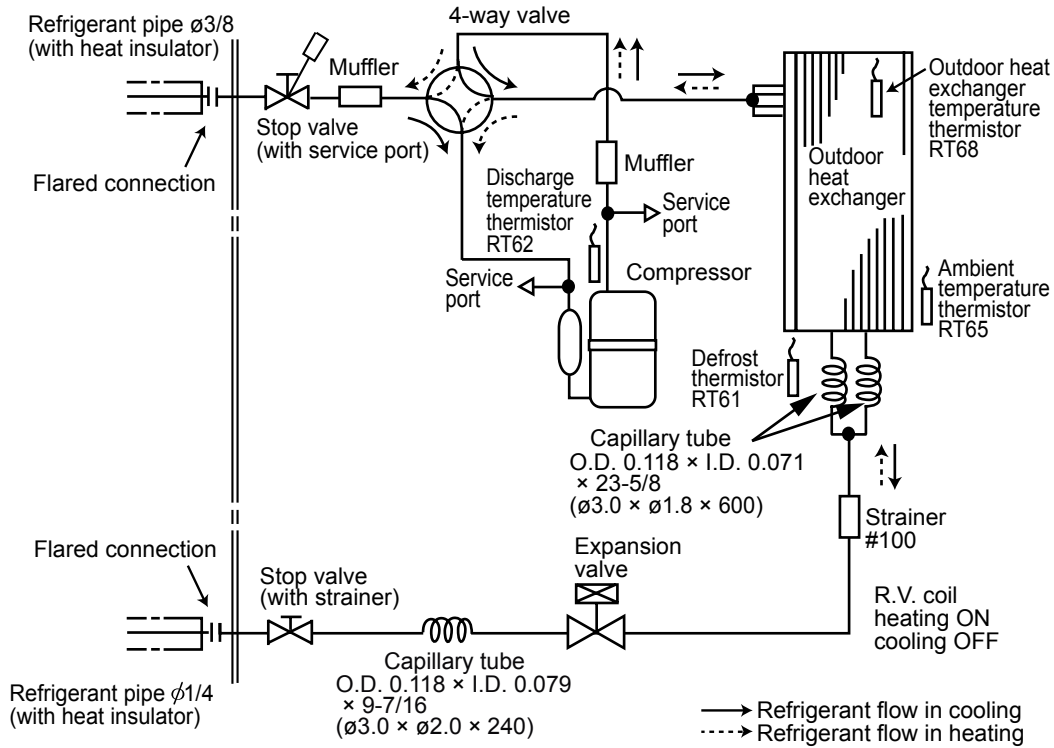 Refrigerant pipe ø3/8
(with heat insulator)
4-way valve
Muffler
Stop valve
(with service port)
Flared connection
Outdoor heat
exchanger
temperature
thermistor
RT68
Outdoor
heat
exchanger
Muffler
Discharge
temperature
thermistor
RT62
Service
port
Service
port
Compressor
Ambient
temperature
thermistor
RT65
Defrost
thermistor
RT61
Capillary tube
O.D. 0.118 × I.D. 0.071
× 23-5/8
(ø3.0 × ø1.8 × 600)
Strainer
#100
Flared connection
Stop valve
(with strainer)
Expansion
valve
R.V. coil
heating ON
cooling OFF
Capillary tube
O.D. 0.118 × I.D. 0.079
× 9-7/16
(ø3.0 × ø2.0 × 240)
Refrigerant pipe ϕ1/4
(with heat insulator)
Refrigerant flow in cooling
Refrigerant flow in heating